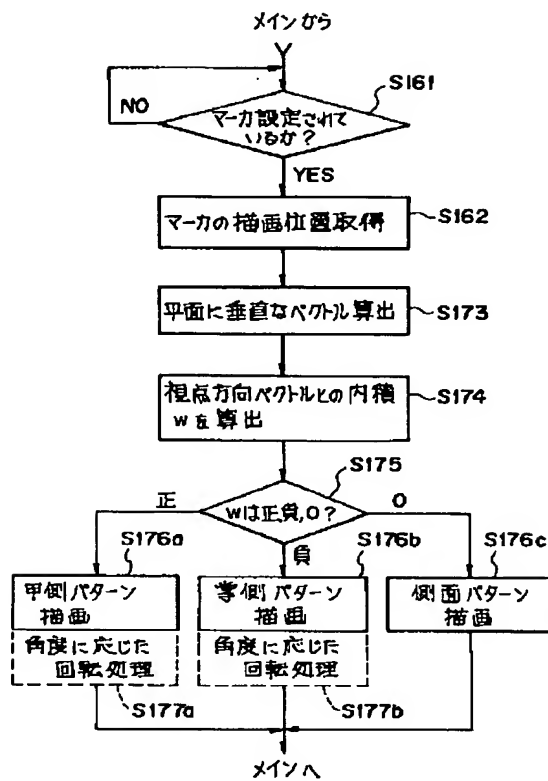 メインから
S161
NO
マーカ設定されて
いるか?
YES
マーカの描画位置取得
S162
平面に垂直なベクトル算出
S173
視点方向ベクトルとの内積
wを算出
S174
S175
wは正,負,0?
正
負
0
S176a
S176b
S176c
甲側パターン
描画
掌側パターン
描画
側面パターン
描画
角度に応じた
回転処理
角度に応じた
回転処理
S177a
S177b
メインへ